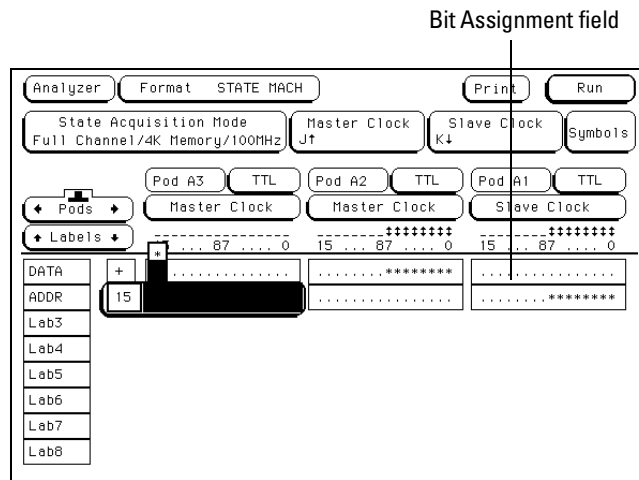 Bit Assignment field
Analyzer Format STATE MACH Print Run
State Acquisition Mode
Full Channel/4K Memory/100MHz
Master Clock
J↑
Slave Clock
K↓
Symbols
Pod A3 TTL Pod A2 TTL Pod A1 TTL
← Pods → Master Clock Master Clock Slave Clock
↑ Labels ↓
... 87 .... 0 15 ... 87 .... 0 15 ... 87 .... 0
*
DATA + .............. ........******** ................
ADDR 15 ................ ........********
Lab3
Lab4
Lab5
Lab6
Lab7
Lab8